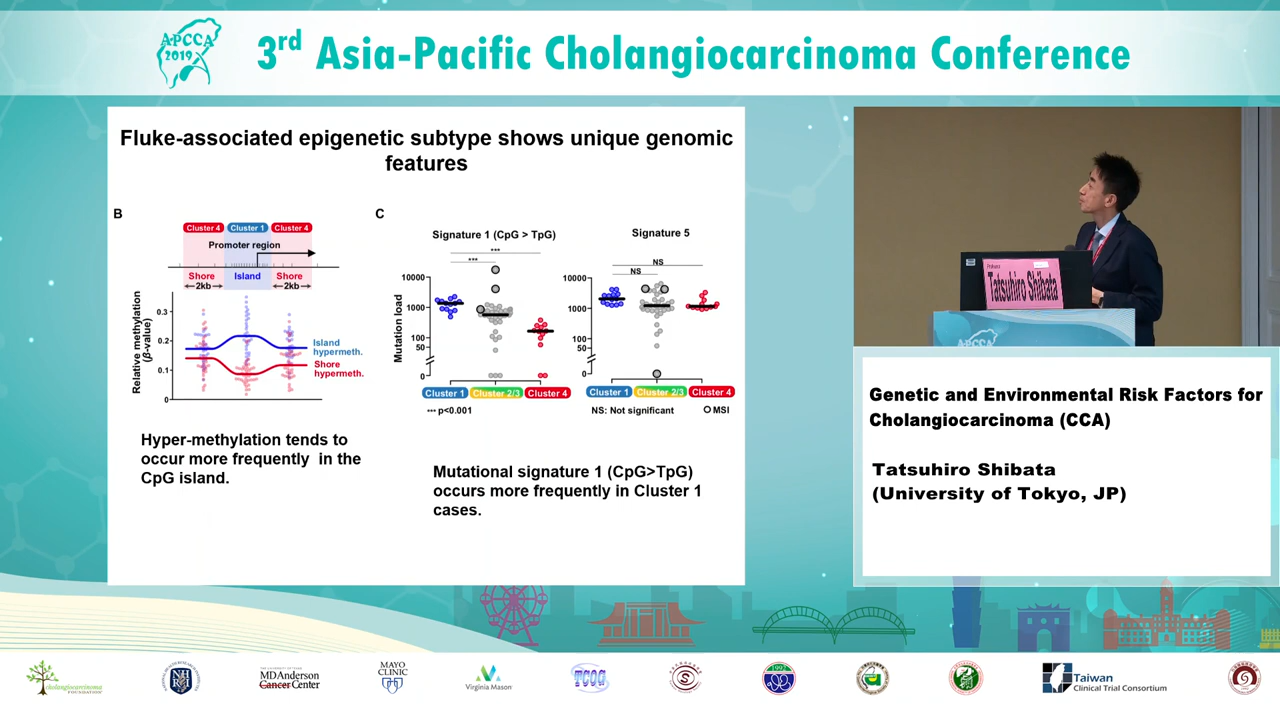 APCCA
2019
3rd Asia-Pacific Cholangiocarcinoma Conference
Fluke-associated epigenetic subtype shows unique genomic
features
B
Cluster 4
Cluster 1
Cluster 4
Promoter region
Shore
Island
Shore
2kb
2kb
Relative methylation
(β-value)
0.3
0.2
0.1
0
Island
hypermeth.
Shore
hypermeth.
C
Signature 1 (CpG > TpG)
***
***
Mutation load
10000
1000
100
50
0
Cluster 1
Cluster 2/3
Cluster 4
*** p<0.001
Signature 5
NS
NS
10000
1000
100
50
0
Cluster 1
Cluster 2/3
Cluster 4
NS: Not significant
MSI
Hyper-methylation tends to
occur more frequently in the
CpG island.
Mutational signature 1 (CpG>TpG)
occurs more frequently in Cluster 1
cases.
Tatsuhiro Shibata
APCCA
Genetic and Environmental Risk Factors for
Cholangiocarcinoma (CCA)
Tatsuhiro Shibata
(University of Tokyo, JP)
cholangiocarcinoma
FOUNDATION
NHRI
MDAnderson
Cancer Center
MAYO
CLINIC
Virginia Mason
TCOG
Taiwan
Clinical Trial Consortium